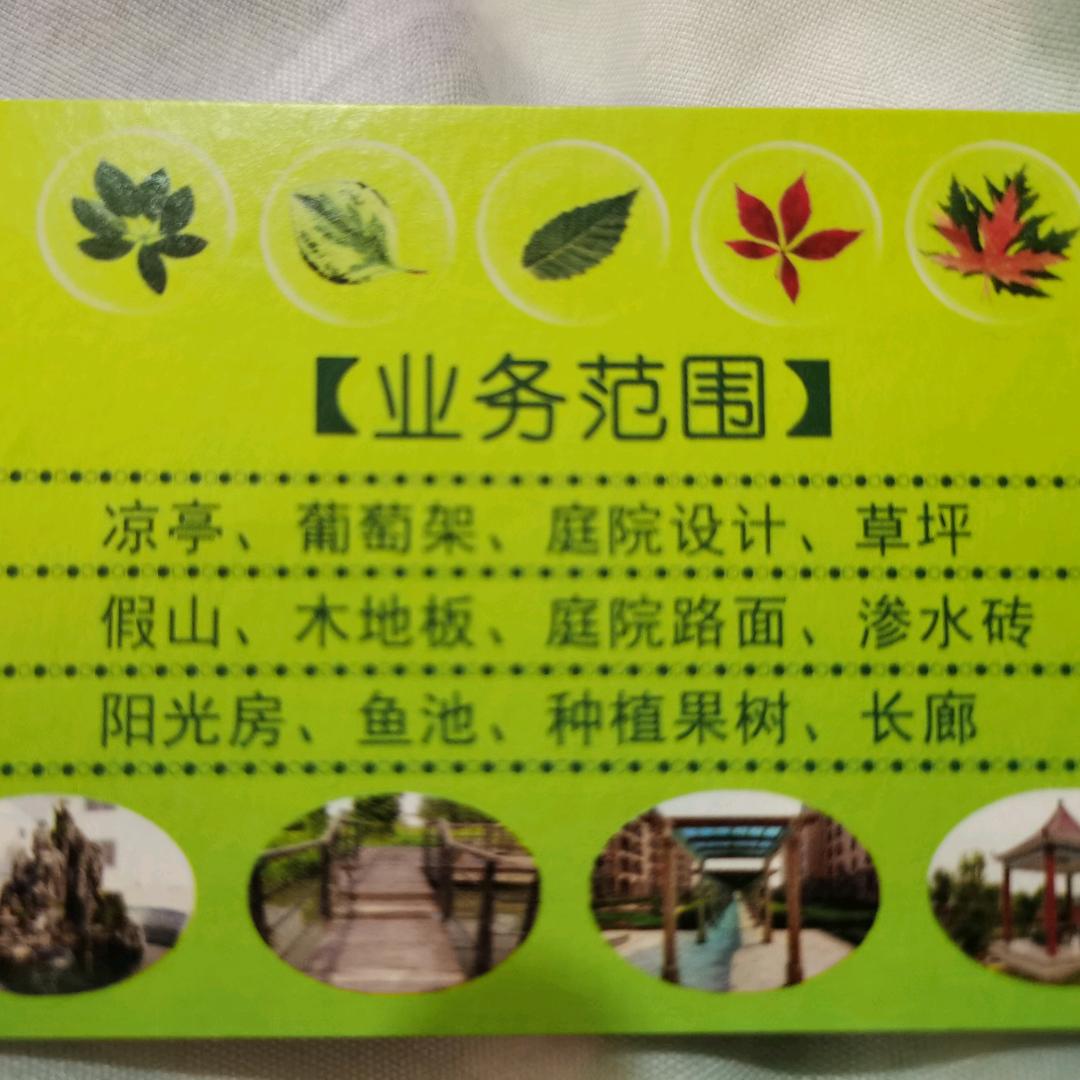 【业务范围】
凉亭、葡萄架、庭院设计、草坪
假山、木地板、庭院路面、渗水砖
阳光房、鱼池、种植果树、长廊